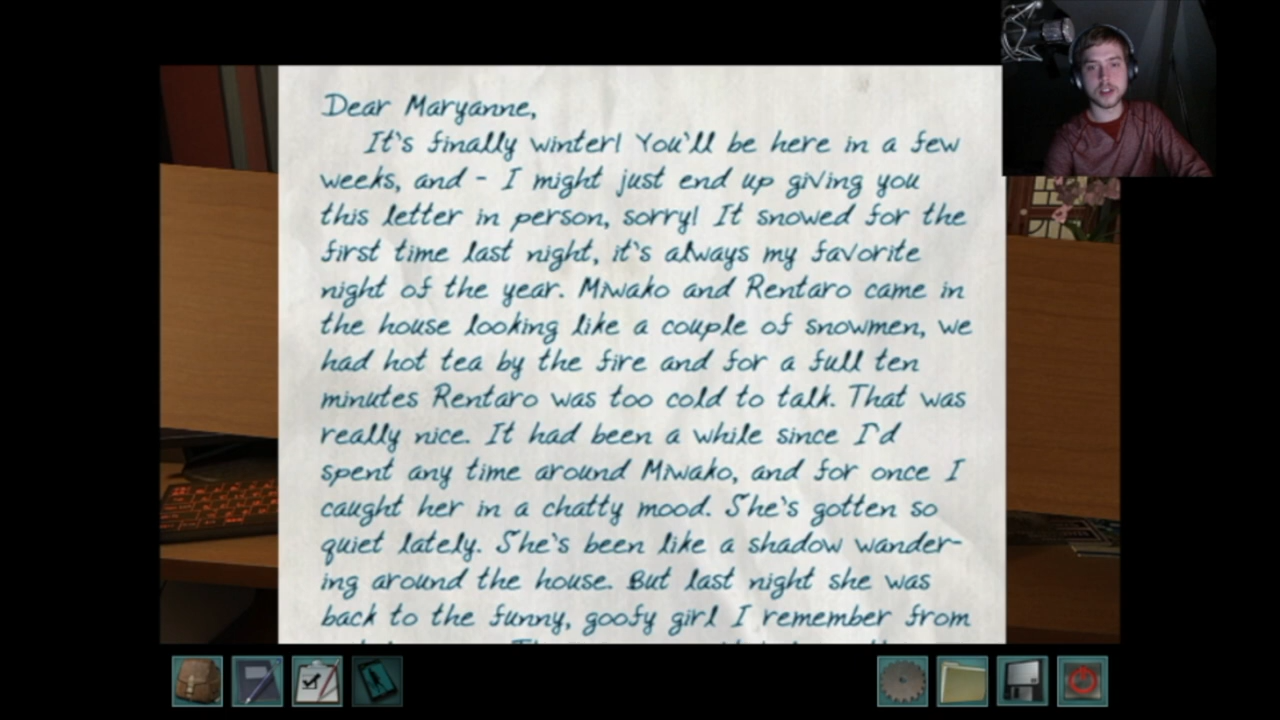 Dear Maryanne,
It's finally winter! You'll be here in a few
weeks, and - I might just end up giving you
this letter in person, sorry! It snowed for the
first time last night, it's always my favorite
night of the year. Miwako and Rentaro came in
the house looking like a couple of snowmen, we
had hot tea by the fire and for a full ten
minutes Rentaro was too cold to talk. That was
really nice. It had been a while since I'd
spent any time around Miwako, and for once I
caught her in a chatty mood. She's gotten so
quiet lately. She's been like a shadow wander-
ing around the house. But last night she was
back to the funny, goofy girl I remember from